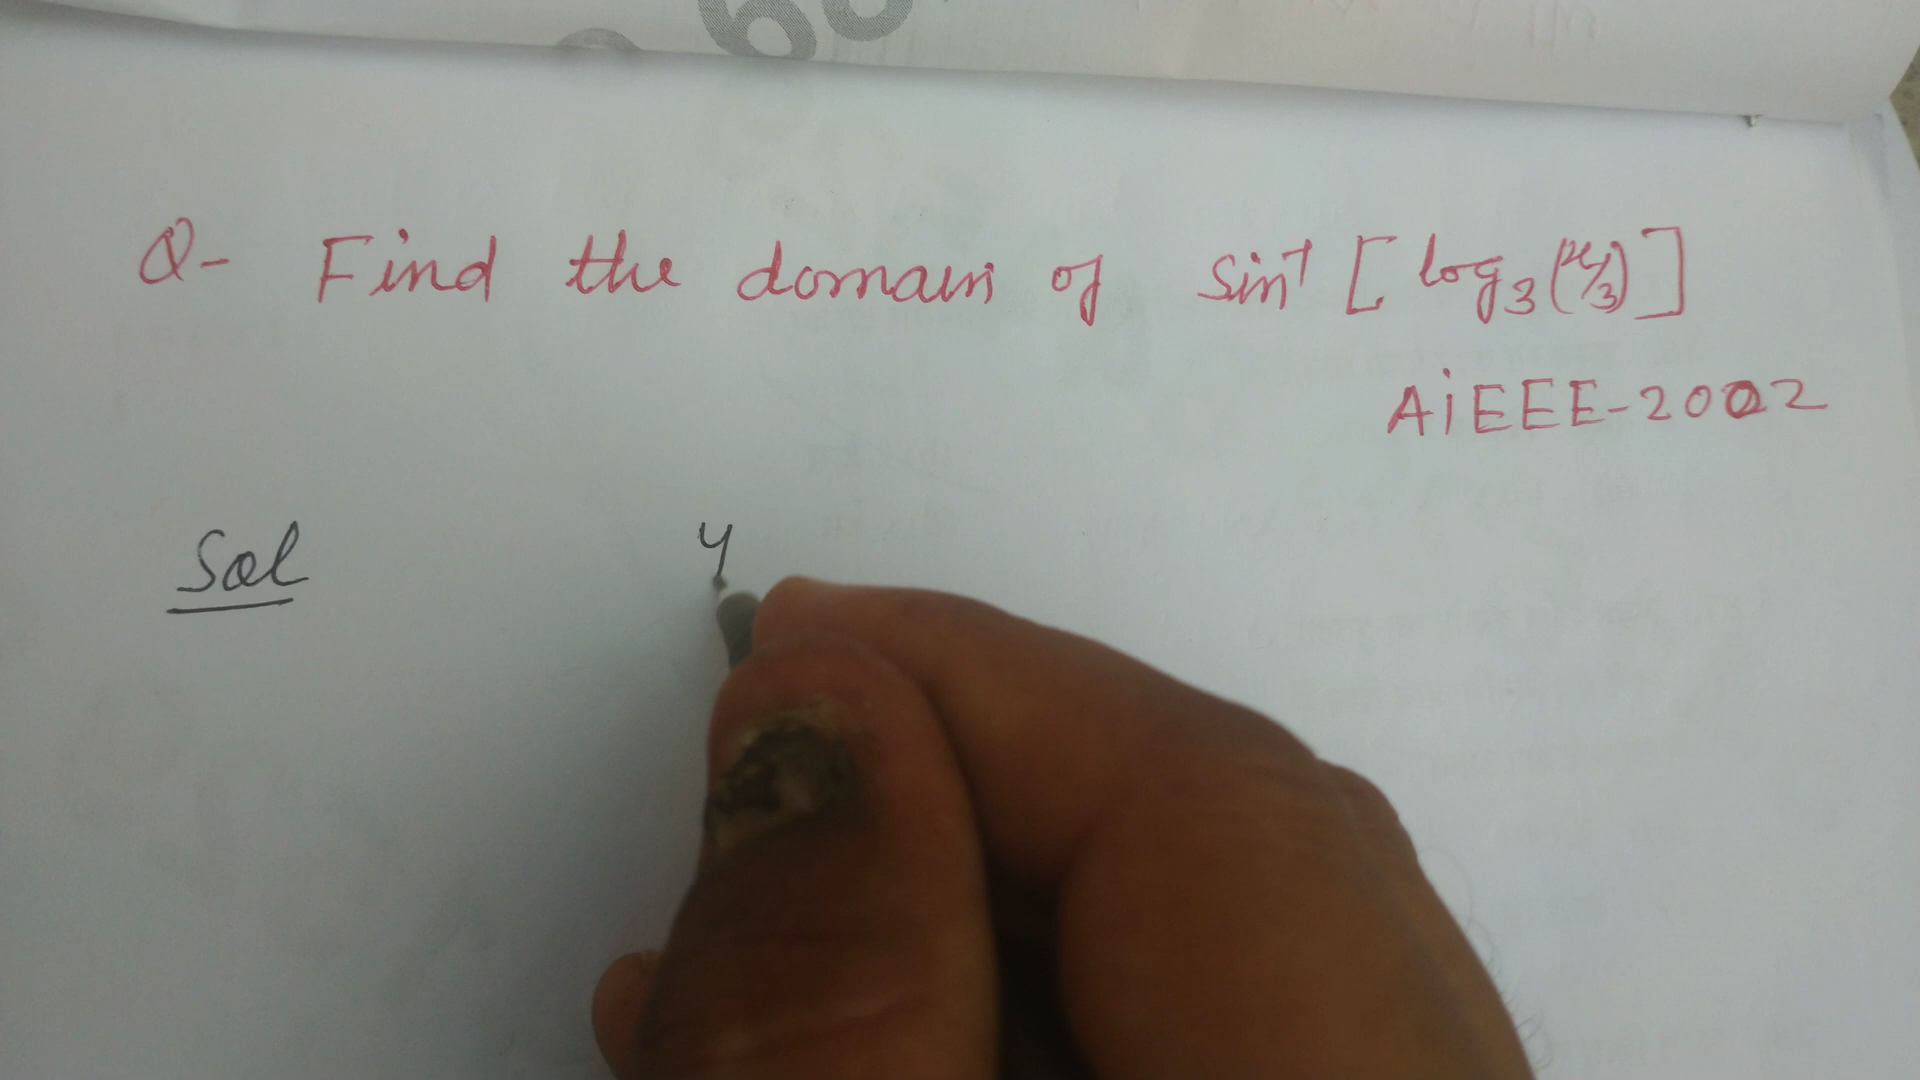 Q- Find the domain of sin⁻¹ [log₃(x/3)]
AiEEE-2002
Sol
y